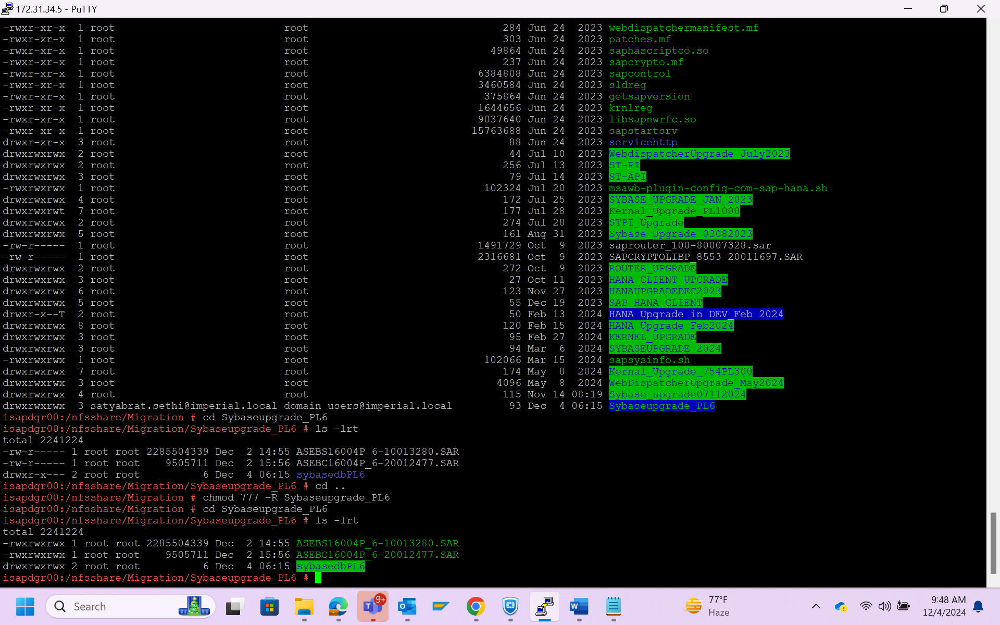 172.31.34.5 - PuTTY
-rwxr-xr-x 1 root root 284 Jun 24 2023 webdispatchermanifest.mf
-rwxr-xr-x 1 root root 303 Jun 24 2023 patches.mf
-rwxr-xr-x 1 root root 49864 Jun 24 2023 saphascriptco.so
-rwxr-xr-x 1 root root 237 Jun 24 2023 sapcrypto.mf
-rwxr-xr-x 1 root root 6384808 Jun 24 2023 sapcontrol
-rwxr-xr-x 1 root root 3460584 Jun 24 2023 sldreg
-rwxr-xr-x 1 root root 375864 Jun 24 2023 getsapversion
-rwxr-xr-x 1 root root 1644656 Jun 24 2023 krnlreg
-rwxr-xr-x 1 root root 9037640 Jun 24 2023 libsapnwrfc.so
-rwxr-xr-x 1 root root 15763688 Jun 24 2023 sapstartsrv
drwxr-xr-x 3 root root 88 Jun 24 2023 servicehttp
drwxrwxrwx 2 root root 44 Jul 10 2023 WebdispatcherUpgrade_July2023
drwxrwxrwx 2 root root 256 Jul 13 2023 ST-PI
drwxrwxrwx 3 root root 79 Jul 14 2023 ST-API
-rwxrwxrwx 1 root root 102324 Jul 20 2023 msawb-plugin-config-com-sap-hana.sh
drwxrwxrwx 4 root root 172 Jul 25 2023 SYBASE_UPGRADE_JAN_2023
drwxrwxrwt 7 root root 177 Jul 28 2023 Kernal_Upgrade_PL1000
drwxrwxrwx 2 root root 274 Jul 28 2023 STPI_Upgrade
drwxrwxrwx 5 root root 161 Aug 31 2023 Sybase_Upgrade_03082023
-rw-r----- 1 root root 1491729 Oct 9 2023 saprouter_100-80007328.sar
-rw-r----- 1 root root 2316681 Oct 9 2023 SAPCRYPTOLIBP_8553-20011697.SAR
drwxrwxrwx 2 root root 272 Oct 9 2023 ROUTER_UPGRADE
drwxrwxrwx 3 root root 27 Oct 11 2023 HANA_CLIENT_UPGRADE
drwxrwxrwx 6 root root 123 Nov 27 2023 HANAUPGRADEDEC2023
drwxrwxrwx 5 root root 55 Dec 19 2023 SAP_HANA_CLIENT
drwxr-x--T 2 root root 50 Feb 13 2024 HANA Upgrade in DEV_Feb 2024
drwxrwxrwx 8 root root 120 Feb 15 2024 HANA_Upgrade_Feb2024
drwxrwxrwx 3 root root 95 Feb 27 2024 KERNEL_UPGRADE
drwxrwxrwx 3 root root 94 Mar 6 2024 SYBASEUPGRADE_2024
-rwxrwxrwx 1 root root 102066 Mar 15 2024 sapsysinfo.sh
drwxrwxrwx 7 root root 174 May 8 2024 Kernal_Upgrade_754PL300
drwxrwxrwx 3 root root 4096 May 8 2024 WebDispatcherUpgrade_May2024
drwxrwxrwx 4 root root 115 Nov 14 08:19 Sybase_upgrade07112024
drwxrwxrwx 3 satyabrat.sethi@imperial.local domain users@imperial.local 93 Dec 4 06:15 Sybaseupgrade_PL6
isapdgr00:/nfsshare/Migration # cd Sybaseupgrade_PL6
isapdgr00:/nfsshare/Migration/Sybaseupgrade_PL6 # ls -lrt
total 2241224
-rw-r----- 1 root root 2285504339 Dec 2 14:55 ASEBS16004P_6-10013280.SAR
-rw-r----- 1 root root 9505711 Dec 2 15:56 ASEBC16004P_6-20012477.SAR
drwxr-x--- 2 root root 6 Dec 4 06:15 sybasedbPL6
isapdgr00:/nfsshare/Migration/Sybaseupgrade_PL6 # cd ..
isapdgr00:/nfsshare/Migration # chmod 777 -R Sybaseupgrade_PL6
isapdgr00:/nfsshare/Migration # cd Sybaseupgrade_PL6
isapdgr00:/nfsshare/Migration/Sybaseupgrade_PL6 # ls -lrt
total 2241224
-rwxrwxrwx 1 root root 2285504339 Dec 2 14:55 ASEBS16004P_6-10013280.SAR
-rwxrwxrwx 1 root root 9505711 Dec 2 15:56 ASEBC16004P_6-20012477.SAR
drwxrwxrwx 2 root root 6 Dec 4 06:15 sybasedbPL6
isapdgr00:/nfsshare/Migration/Sybaseupgrade_PL6 #
Search
9+
77°F
Haze
9:48 AM
12/4/2024